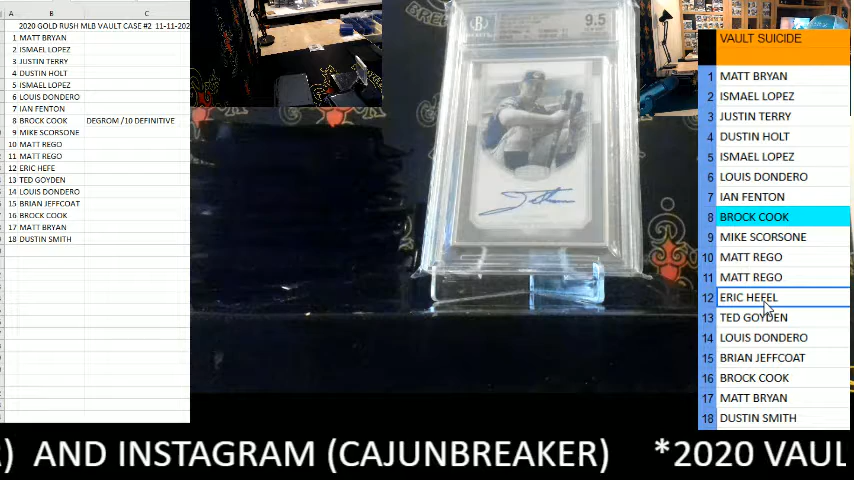 A B C
2020 GOLD RUSH MLB VAULT CASE #2 11-11-202
1 MATT BRYAN
2 ISMAEL LOPEZ
3 JUSTIN TERRY
4 DUSTIN HOLT
5 ISMAEL LOPEZ
6 LOUIS DONDERO
7 IAN FENTON
8 BROCK COOK DEGROM /10 DEFINITIVE
9 MIKE SCORSONE
10 MATT REGO
11 MATT REGO
12 ERIC HEFE
13 TED GOYDEN
14 LOUIS DONDERO
15 BRIAN JEFFCOAT
16 BROCK COOK
17 MATT BRYAN
18 DUSTIN SMITH
9.5
VAULT SUICIDE
1 MATT BRYAN
2 ISMAEL LOPEZ
3 JUSTIN TERRY
4 DUSTIN HOLT
5 ISMAEL LOPEZ
6 LOUIS DONDERO
7 IAN FENTON
8 BROCK COOK
9 MIKE SCORSONE
10 MATT REGO
11 MATT REGO
12 ERIC HEFEL
13 TED GOYDEN
14 LOUIS DONDERO
15 BRIAN JEFFCOAT
16 BROCK COOK
17 MATT BRYAN
18 DUSTIN SMITH
) AND INSTAGRAM (CAJUNBREAKER) *2020 VAUL